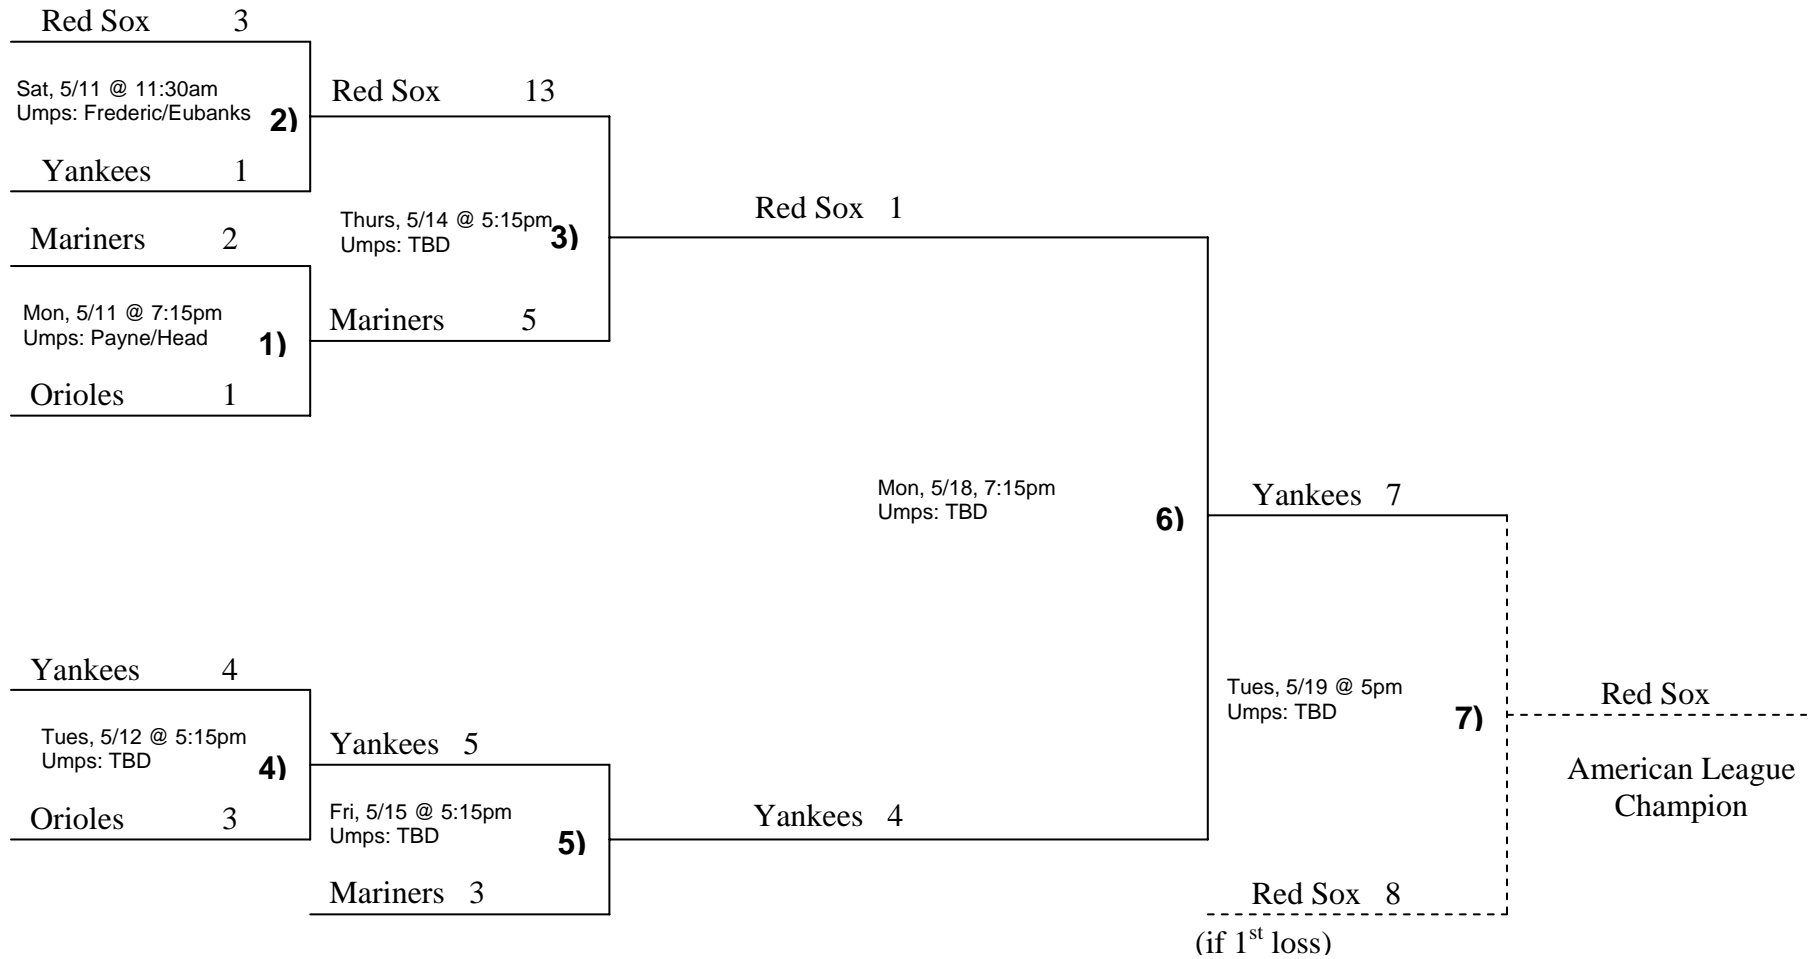 Red Sox 3
Sat, 5/11 @ 11:30am
Umps: Frederic/Eubanks
2)
Yankees 1
Red Sox 13
Mariners 2
Mon, 5/11 @ 7:15pm
Umps: Payne/Head
1)
Orioles 1
Thurs, 5/14 @ 5:15pm
Umps: TBD
3)
Mariners 5
Red Sox 1
Mon, 5/18, 7:15pm
Umps: TBD
6)
Yankees 7
Yankees 4
Tues, 5/12 @ 5:15pm
Umps: TBD
4)
Orioles 3
Yankees 5
Fri, 5/15 @ 5:15pm
Umps: TBD
5)
Mariners 3
Yankees 4
Tues, 5/19 @ 5pm
Umps: TBD
7)
Red Sox 8
(if 1st loss)
Red Sox
American League
Champion